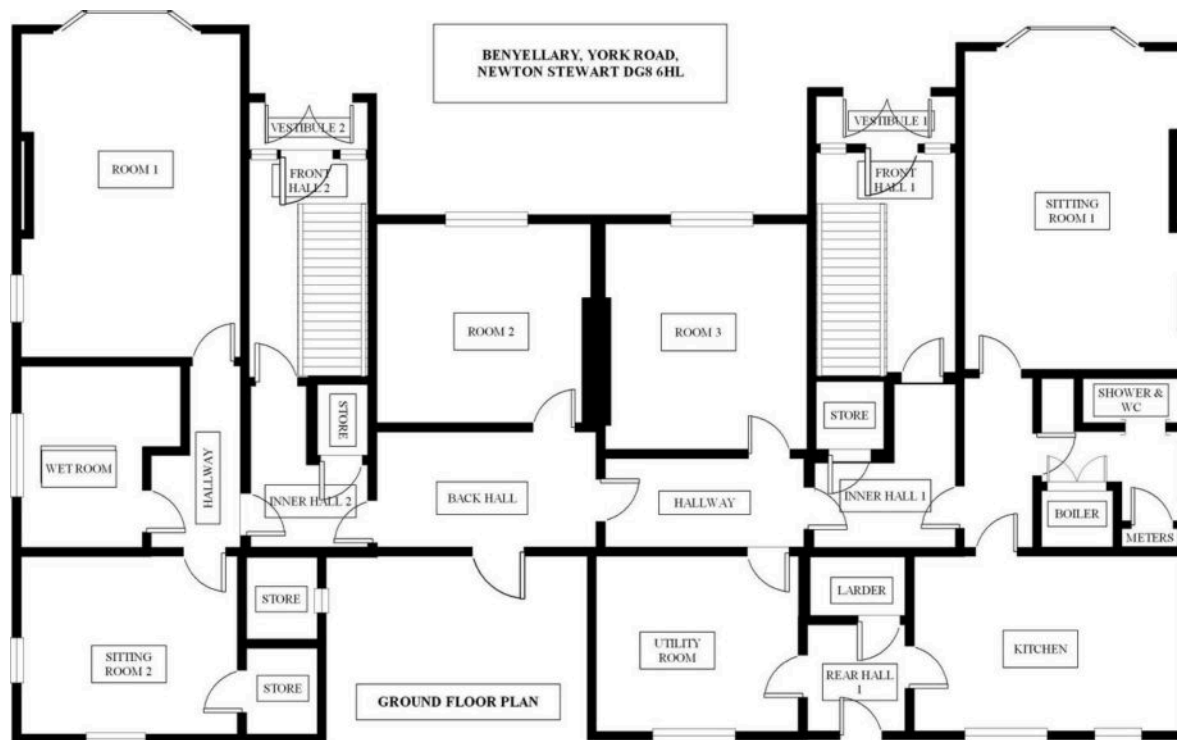 BENYELLARY, YORK ROAD,
NEWTON STEWART DG8 6HL
VESTIBULE 2
VESTIBULE 1
ROOM 1
FRONT
HALL 2
FRONT
HALL 1
SITTTING
ROOM 1
ROOM 2
ROOM 3
STORE
STORE
SHOWER &
WC
WET ROOM
HALLWAY
INNER HALL 2
BACK HALL
HALLWAY
INNER HALL 1
BOILER
METERS
STORE
LARDER
SITTING
ROOM 2
STORE
UTILITY
ROOM
REAR HALL
1
KITCHEN
GROUND FLOOR PLAN